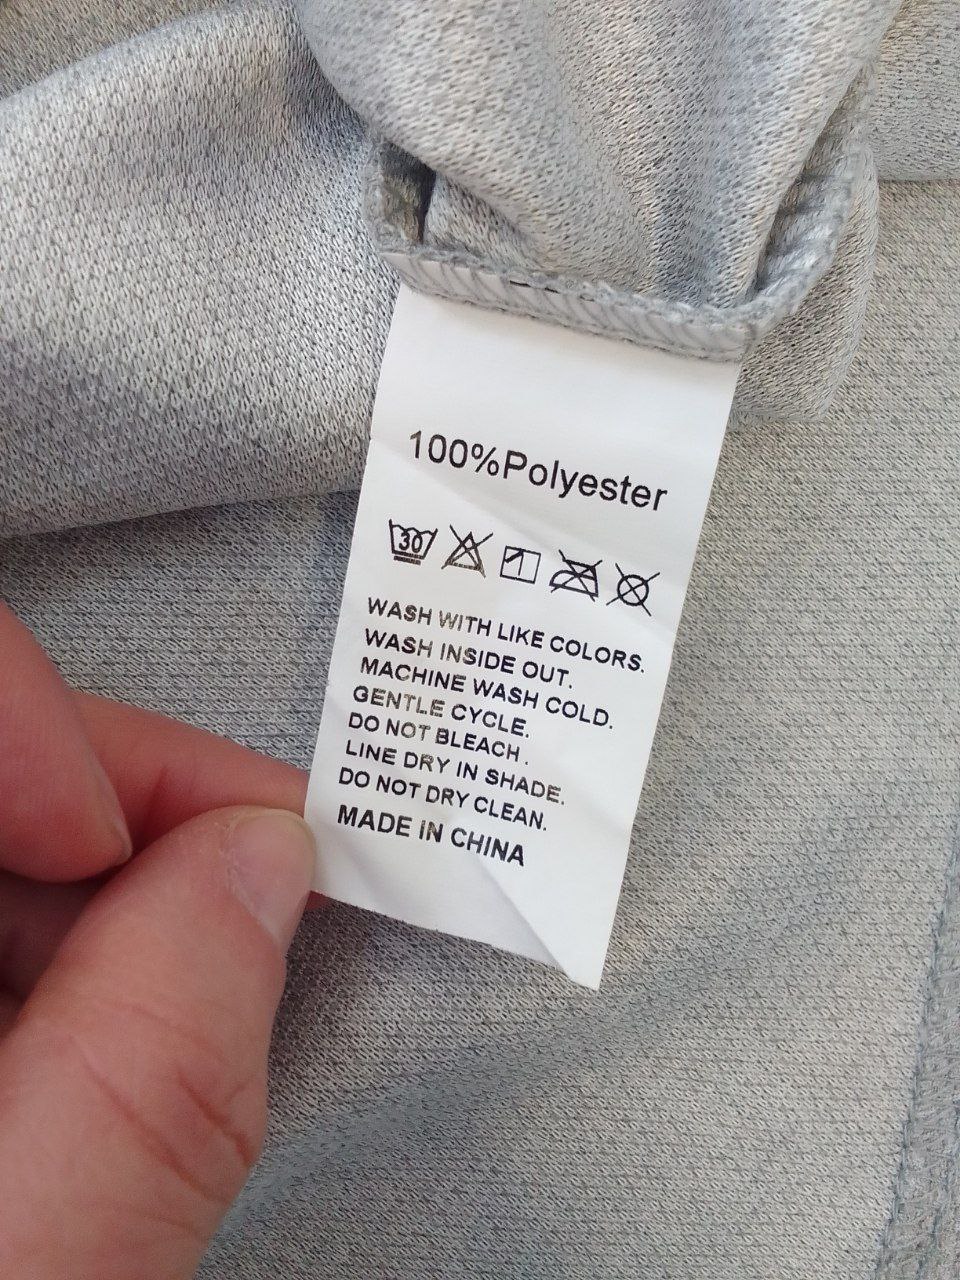 100%Polyester
30
WASH WITH LIKE COLORS.
WASH INSIDE OUT.
MACHINE WASH COLD.
GENTLE CYCLE.
DO NOT BLEACH.
LINE DRY IN SHADE.
DO NOT DRY CLEAN.
MADE IN CHINA